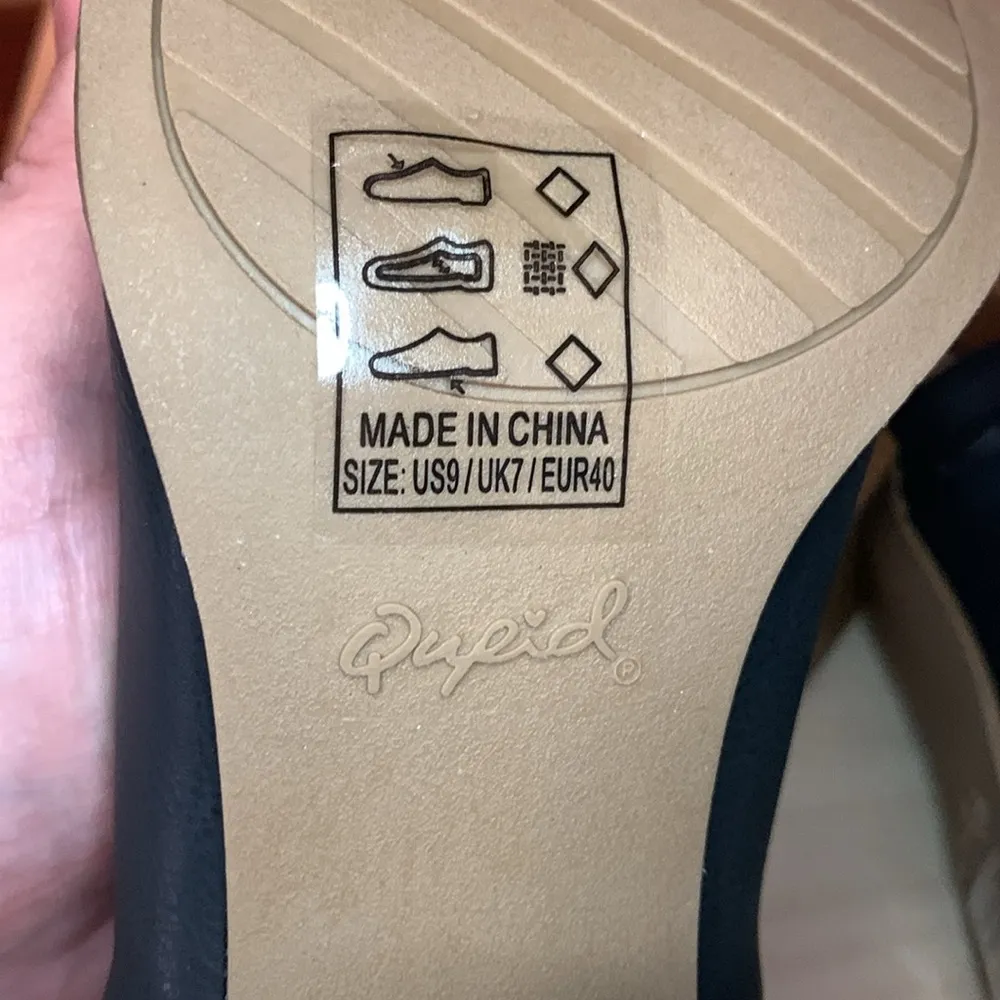 MADE IN CHINA
SIZE: US9 / UK7 / EUR40
Qupid ®